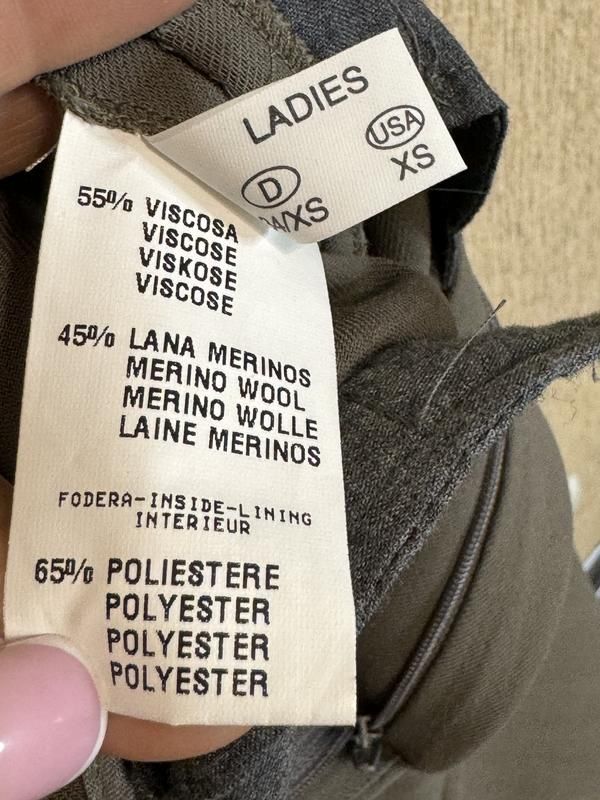 LADIES
USA
XS
D
/XS
55% VISCOSA
VISCOSE
VISKOSE
VISCOSE
45% LANA MERINOS
MERINO WOOL
MERINO WOLLE
LAINE MERINOS
FODERA-INSIDE-LINING
INTERIEUR
65% POLIESTERE
POLYESTER
POLYESTER
POLYESTER